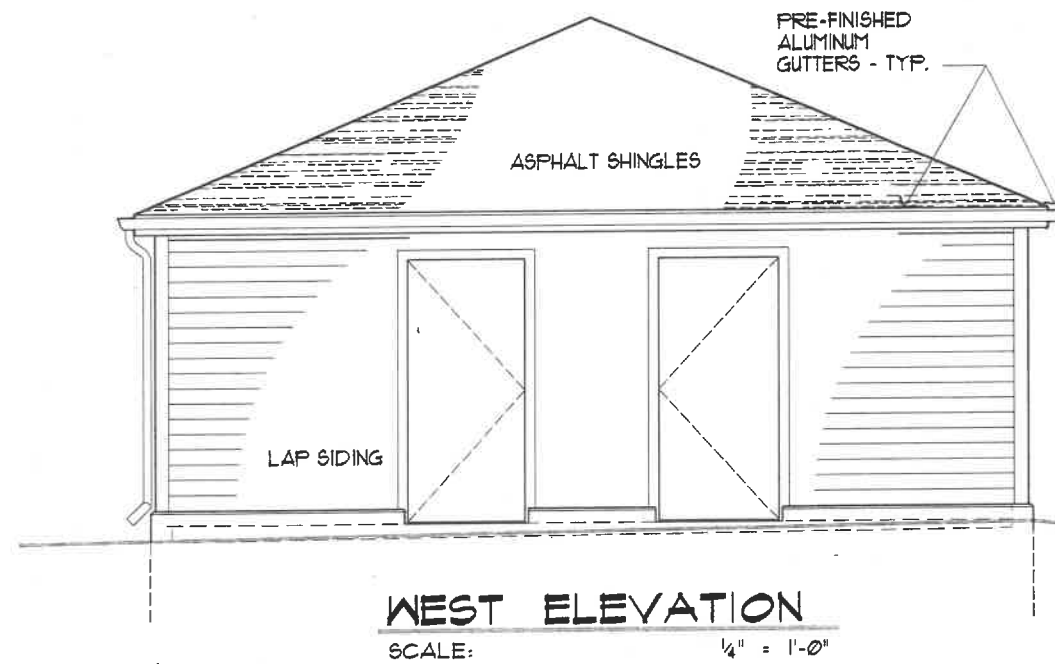 PRE-FINISHED
ALUMINUM
GUTTERS - TYP.
ASPHALT SHINGLES
LAP SIDING
WEST ELEVATION
SCALE: 1/4" = 1'-0"